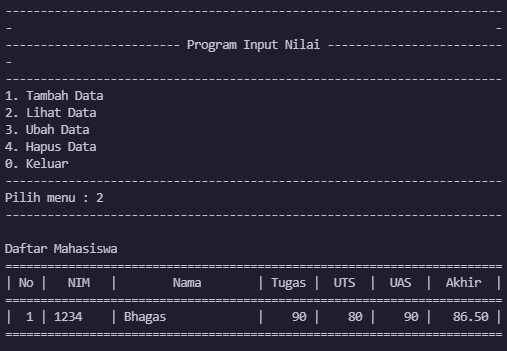 -----------------------------------------------------------------------
-                                                                     -
------------------------- Program Input Nilai -------------------------
-
-----------------------------------------------------------------------
1. Tambah Data
2. Lihat Data
3. Ubah Data
4. Hapus Data
0. Keluar
-----------------------------------------------------------------------
Pilih menu : 2
-----------------------------------------------------------------------
Daftar Mahasiswa
=======================================================================
| No |   NIM   |        Nama        | Tugas |  UTS  |  UAS  |  Akhir  |
=======================================================================
|  1 | 1234    | Bhagas             |    90 |    80 |    90 |   86.50 |
=======================================================================